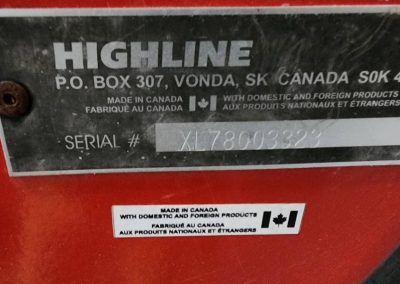 HIGHLINE
P.O. BOX 307, VONDA, SK CANADA S0K 4
MADE IN CANADA WITH DOMESTIC AND FOREIGN PRODUCTS
FABRIQUÉ AU CANADA AUX PRODUITS NATIONAUX ET ÉTRANGERS
SERIAL # XL78003323
MADE IN CANADA
WITH DOMESTIC AND FOREIGN PRODUCTS
FABRIQUÉ AU CANADA
AUX PRODUITS NATIONAUX ET ÉTRANGERS